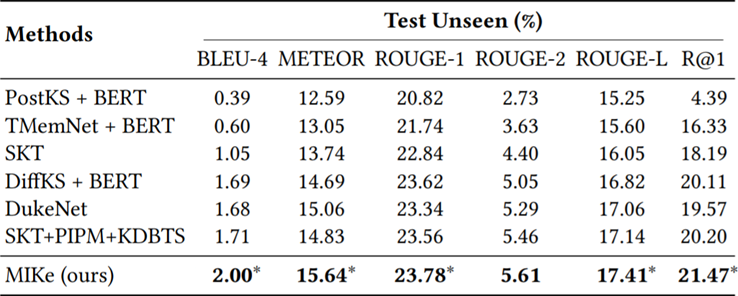 Methods Test Unseen (%)
BLEU-4 METEOR ROUGE-1 ROUGE-2 ROUGE-L R@1
PostKS + BERT 0.39 12.59 20.82 2.73 15.25 4.39
TMemNet + BERT 0.60 13.05 21.74 3.63 15.60 16.33
SKT 1.05 13.74 22.84 4.40 16.05 18.19
DiffKS + BERT 1.69 14.69 23.62 5.05 16.82 20.11
DukeNet 1.68 15.06 23.34 5.29 17.06 19.57
SKT+PIPM+KDBTS 1.71 14.83 23.56 5.46 17.14 20.20
MIKe (ours) 2.00* 15.64* 23.78* 5.61 17.41* 21.47*